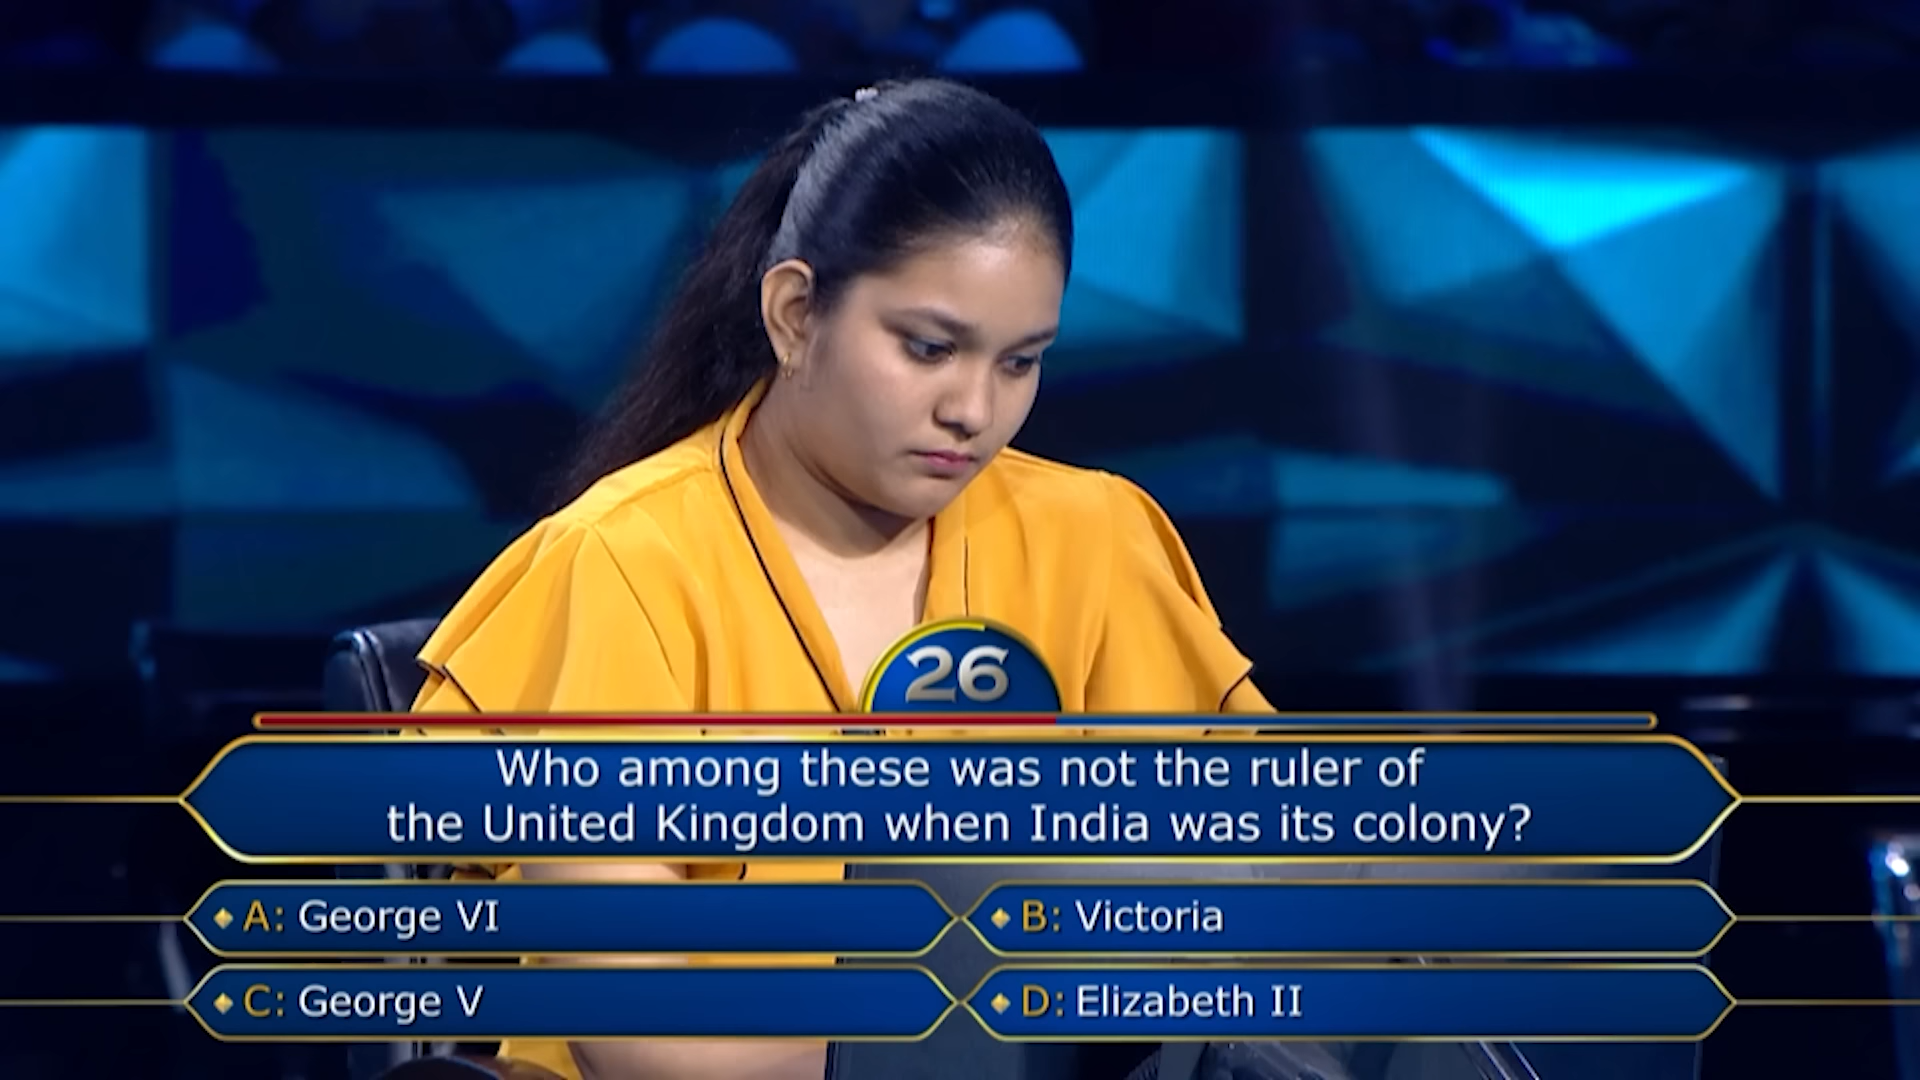 26
Who among these was not the ruler of
the United Kingdom when India was its colony?
A: George VI
B: Victoria
C: George V
D: Elizabeth II